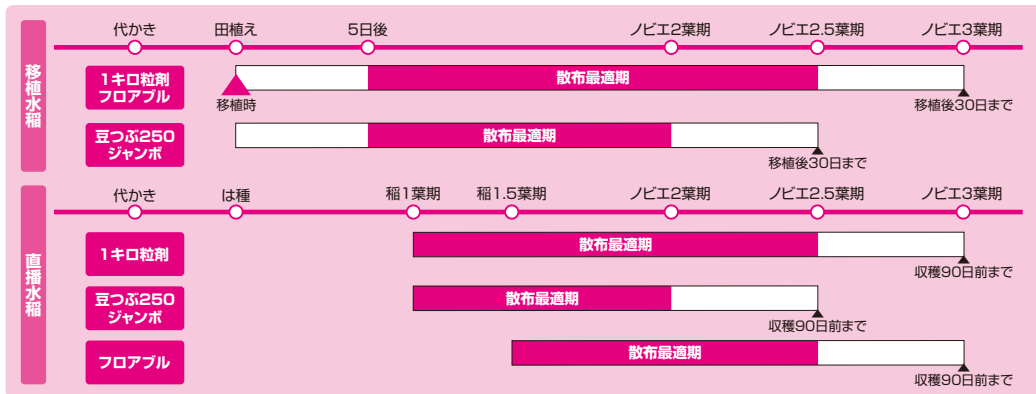 移植水稲
代かき 田植え 5日後 ノビエ2葉期 ノビエ2.5葉期 ノビエ3葉期
1キロ粒剤
フロアブル
散布最適期
移植時
移植後30日まで
豆つぶ250
ジャンボ
散布最適期
移植後30日まで
直播水稲
代かき は種 稲1葉期 稲1.5葉期 ノビエ2葉期 ノビエ2.5葉期 ノビエ3葉期
1キロ粒剤
散布最適期
収穫90日前まで
豆つぶ250
ジャンボ
散布最適期
収穫90日前まで
フロアブル
散布最適期
収穫90日前まで